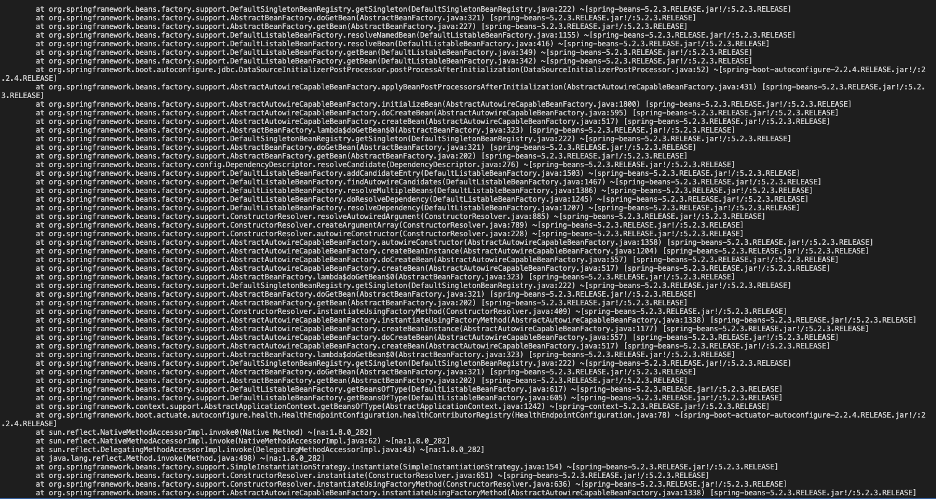 at org.springframework.beans.factory.support.DefaultSingletonBeanRegistry.getSingleton(DefaultSingletonBeanRegistry.java:222) ~[spring-beans-5.2.3.RELEASE.jar!/:5.2.3.RELEASE]
at org.springframework.beans.factory.support.AbstractBeanFactory.doGetBean(AbstractBeanFactory.java:321) [spring-beans-5.2.3.RELEASE.jar!/:5.2.3.RELEASE]
at org.springframework.beans.factory.support.AbstractBeanFactory.getBean(AbstractBeanFactory.java:227) [spring-beans-5.2.3.RELEASE.jar!/:5.2.3.RELEASE]
at org.springframework.beans.factory.support.DefaultListableBeanFactory.resolveNamedBean(DefaultListableBeanFactory.java:1155) ~[spring-beans-5.2.3.RELEASE.jar!/:5.2.3.RELEASE]
at org.springframework.beans.factory.support.DefaultListableBeanFactory.resolveBean(DefaultListableBeanFactory.java:416) ~[spring-beans-5.2.3.RELEASE.jar!/:5.2.3.RELEASE]
at org.springframework.beans.factory.support.DefaultListableBeanFactory.getBean(DefaultListableBeanFactory.java:349) ~[spring-beans-5.2.3.RELEASE.jar!/:5.2.3.RELEASE]
at org.springframework.beans.factory.support.DefaultListableBeanFactory.getBean(DefaultListableBeanFactory.java:342) ~[spring-beans-5.2.3.RELEASE.jar!/:5.2.3.RELEASE]
at org.springframework.boot.autoconfigure.jdbc.DataSourceInitializerPostProcessor.postProcessAfterInitialization(DataSourceInitializerPostProcessor.java:52) ~[spring-boot-autoconfigure-2.2.4.RELEASE.jar!/:2
.2.4.RELEASE]
at org.springframework.beans.factory.support.AbstractAutowireCapableBeanFactory.applyBeanPostProcessorsAfterInitialization(AbstractAutowireCapableBeanFactory.java:431) [spring-beans-5.2.3.RELEASE.jar!/:5.2.
3.RELEASE]
at org.springframework.beans.factory.support.AbstractAutowireCapableBeanFactory.initializeBean(AbstractAutowireCapableBeanFactory.java:1800) [spring-beans-5.2.3.RELEASE.jar!/:5.2.3.RELEASE]
at org.springframework.beans.factory.support.AbstractAutowireCapableBeanFactory.doCreateBean(AbstractAutowireCapableBeanFactory.java:595) [spring-beans-5.2.3.RELEASE.jar!/:5.2.3.RELEASE]
at org.springframework.beans.factory.support.AbstractAutowireCapableBeanFactory.createBean(AbstractAutowireCapableBeanFactory.java:517) [spring-beans-5.2.3.RELEASE.jar!/:5.2.3.RELEASE]
at org.springframework.beans.factory.support.AbstractBeanFactory.lambda$doGetBean$0(AbstractBeanFactory.java:323) [spring-beans-5.2.3.RELEASE.jar!/:5.2.3.RELEASE]
at org.springframework.beans.factory.support.DefaultSingletonBeanRegistry.getSingleton(DefaultSingletonBeanRegistry.java:222) ~[spring-beans-5.2.3.RELEASE.jar!/:5.2.3.RELEASE]
at org.springframework.beans.factory.support.AbstractBeanFactory.doGetBean(AbstractBeanFactory.java:321) [spring-beans-5.2.3.RELEASE.jar!/:5.2.3.RELEASE]
at org.springframework.beans.factory.support.AbstractBeanFactory.getBean(AbstractBeanFactory.java:202) [spring-beans-5.2.3.RELEASE.jar!/:5.2.3.RELEASE]
at org.springframework.beans.factory.config.DependencyDescriptor.resolveCandidate(DependencyDescriptor.java:276) ~[spring-beans-5.2.3.RELEASE.jar!/:5.2.3.RELEASE]
at org.springframework.beans.factory.support.DefaultListableBeanFactory.addCandidateEntry(DefaultListableBeanFactory.java:1503) ~[spring-beans-5.2.3.RELEASE.jar!/:5.2.3.RELEASE]
at org.springframework.beans.factory.support.DefaultListableBeanFactory.findAutowireCandidates(DefaultListableBeanFactory.java:1467) ~[spring-beans-5.2.3.RELEASE.jar!/:5.2.3.RELEASE]
at org.springframework.beans.factory.support.DefaultListableBeanFactory.resolveMultipleBeans(DefaultListableBeanFactory.java:1386) ~[spring-beans-5.2.3.RELEASE.jar!/:5.2.3.RELEASE]
at org.springframework.beans.factory.support.DefaultListableBeanFactory.doResolveDependency(DefaultListableBeanFactory.java:1245) ~[spring-beans-5.2.3.RELEASE.jar!/:5.2.3.RELEASE]
at org.springframework.beans.factory.support.DefaultListableBeanFactory.resolveDependency(DefaultListableBeanFactory.java:1207) ~[spring-beans-5.2.3.RELEASE.jar!/:5.2.3.RELEASE]
at org.springframework.beans.factory.support.ConstructorResolver.resolveAutowiredArgument(ConstructorResolver.java:885) ~[spring-beans-5.2.3.RELEASE.jar!/:5.2.3.RELEASE]
at org.springframework.beans.factory.support.ConstructorResolver.createArgumentArray(ConstructorResolver.java:789) ~[spring-beans-5.2.3.RELEASE.jar!/:5.2.3.RELEASE]
at org.springframework.beans.factory.support.ConstructorResolver.autowireConstructor(ConstructorResolver.java:228) ~[spring-beans-5.2.3.RELEASE.jar!/:5.2.3.RELEASE]
at org.springframework.beans.factory.support.AbstractAutowireCapableBeanFactory.autowireConstructor(AbstractAutowireCapableBeanFactory.java:1358) [spring-beans-5.2.3.RELEASE.jar!/:5.2.3.RELEASE]
at org.springframework.beans.factory.support.AbstractAutowireCapableBeanFactory.createBeanInstance(AbstractAutowireCapableBeanFactory.java:1204) [spring-beans-5.2.3.RELEASE.jar!/:5.2.3.RELEASE]
at org.springframework.beans.factory.support.AbstractAutowireCapableBeanFactory.doCreateBean(AbstractAutowireCapableBeanFactory.java:557) [spring-beans-5.2.3.RELEASE.jar!/:5.2.3.RELEASE]
at org.springframework.beans.factory.support.AbstractAutowireCapableBeanFactory.createBean(AbstractAutowireCapableBeanFactory.java:517) [spring-beans-5.2.3.RELEASE.jar!/:5.2.3.RELEASE]
at org.springframework.beans.factory.support.AbstractBeanFactory.lambda$doGetBean$0(AbstractBeanFactory.java:323) [spring-beans-5.2.3.RELEASE.jar!/:5.2.3.RELEASE]
at org.springframework.beans.factory.support.DefaultSingletonBeanRegistry.getSingleton(DefaultSingletonBeanRegistry.java:222) ~[spring-beans-5.2.3.RELEASE.jar!/:5.2.3.RELEASE]
at org.springframework.beans.factory.support.AbstractBeanFactory.doGetBean(AbstractBeanFactory.java:321) [spring-beans-5.2.3.RELEASE.jar!/:5.2.3.RELEASE]
at org.springframework.beans.factory.support.AbstractBeanFactory.getBean(AbstractBeanFactory.java:202) [spring-beans-5.2.3.RELEASE.jar!/:5.2.3.RELEASE]
at org.springframework.beans.factory.support.ConstructorResolver.instantiateUsingFactoryMethod(ConstructorResolver.java:409) ~[spring-beans-5.2.3.RELEASE.jar!/:5.2.3.RELEASE]
at org.springframework.beans.factory.support.AbstractAutowireCapableBeanFactory.instantiateUsingFactoryMethod(AbstractAutowireCapableBeanFactory.java:1338) [spring-beans-5.2.3.RELEASE.jar!/:5.2.3.RELEASE]
at org.springframework.beans.factory.support.AbstractAutowireCapableBeanFactory.createBeanInstance(AbstractAutowireCapableBeanFactory.java:1177) [spring-beans-5.2.3.RELEASE.jar!/:5.2.3.RELEASE]
at org.springframework.beans.factory.support.AbstractAutowireCapableBeanFactory.doCreateBean(AbstractAutowireCapableBeanFactory.java:557) [spring-beans-5.2.3.RELEASE.jar!/:5.2.3.RELEASE]
at org.springframework.beans.factory.support.AbstractAutowireCapableBeanFactory.createBean(AbstractAutowireCapableBeanFactory.java:517) [spring-beans-5.2.3.RELEASE.jar!/:5.2.3.RELEASE]
at org.springframework.beans.factory.support.AbstractBeanFactory.lambda$doGetBean$0(AbstractBeanFactory.java:323) [spring-beans-5.2.3.RELEASE.jar!/:5.2.3.RELEASE]
at org.springframework.beans.factory.support.DefaultSingletonBeanRegistry.getSingleton(DefaultSingletonBeanRegistry.java:222) ~[spring-beans-5.2.3.RELEASE.jar!/:5.2.3.RELEASE]
at org.springframework.beans.factory.support.AbstractBeanFactory.doGetBean(AbstractBeanFactory.java:321) [spring-beans-5.2.3.RELEASE.jar!/:5.2.3.RELEASE]
at org.springframework.beans.factory.support.AbstractBeanFactory.getBean(AbstractBeanFactory.java:202) [spring-beans-5.2.3.RELEASE.jar!/:5.2.3.RELEASE]
at org.springframework.beans.factory.support.DefaultListableBeanFactory.getBeansOfType(DefaultListableBeanFactory.java:617) ~[spring-beans-5.2.3.RELEASE.jar!/:5.2.3.RELEASE]
at org.springframework.beans.factory.support.DefaultListableBeanFactory.getBeansOfType(DefaultListableBeanFactory.java:605) ~[spring-beans-5.2.3.RELEASE.jar!/:5.2.3.RELEASE]
at org.springframework.context.support.AbstractApplicationContext.getBeansOfType(AbstractApplicationContext.java:1242) ~[spring-context-5.2.3.RELEASE.jar!/:5.2.3.RELEASE]
at org.springframework.boot.actuate.autoconfigure.health.HealthEndpointConfiguration.healthContributorRegistry(HealthEndpointConfiguration.java:78) ~[spring-boot-actuator-autoconfigure-2.2.4.RELEASE.jar!/:2
.2.4.RELEASE]
at sun.reflect.NativeMethodAccessorImpl.invoke0(Native Method) ~[na:1.8.0_282]
at sun.reflect.NativeMethodAccessorImpl.invoke(NativeMethodAccessorImpl.java:62) ~[na:1.8.0_282]
at sun.reflect.DelegatingMethodAccessorImpl.invoke(DelegatingMethodAccessorImpl.java:43) ~[na:1.8.0_282]
at java.lang.reflect.Method.invoke(Method.java:498) ~[na:1.8.0_282]
at org.springframework.beans.factory.support.SimpleInstantiationStrategy.instantiate(SimpleInstantiationStrategy.java:154) ~[spring-beans-5.2.3.RELEASE.jar!/:5.2.3.RELEASE]
at org.springframework.beans.factory.support.ConstructorResolver.instantiate(ConstructorResolver.java:651) ~[spring-beans-5.2.3.RELEASE.jar!/:5.2.3.RELEASE]
at org.springframework.beans.factory.support.ConstructorResolver.instantiateUsingFactoryMethod(ConstructorResolver.java:636) ~[spring-beans-5.2.3.RELEASE.jar!/:5.2.3.RELEASE]
at org.springframework.beans.factory.support.AbstractAutowireCapableBeanFactory.instantiateUsingFactoryMethod(AbstractAutowireCapableBeanFactory.java:1338) [spring-beans-5.2.3.RELEASE.jar!/:5.2.3.RELEASE]